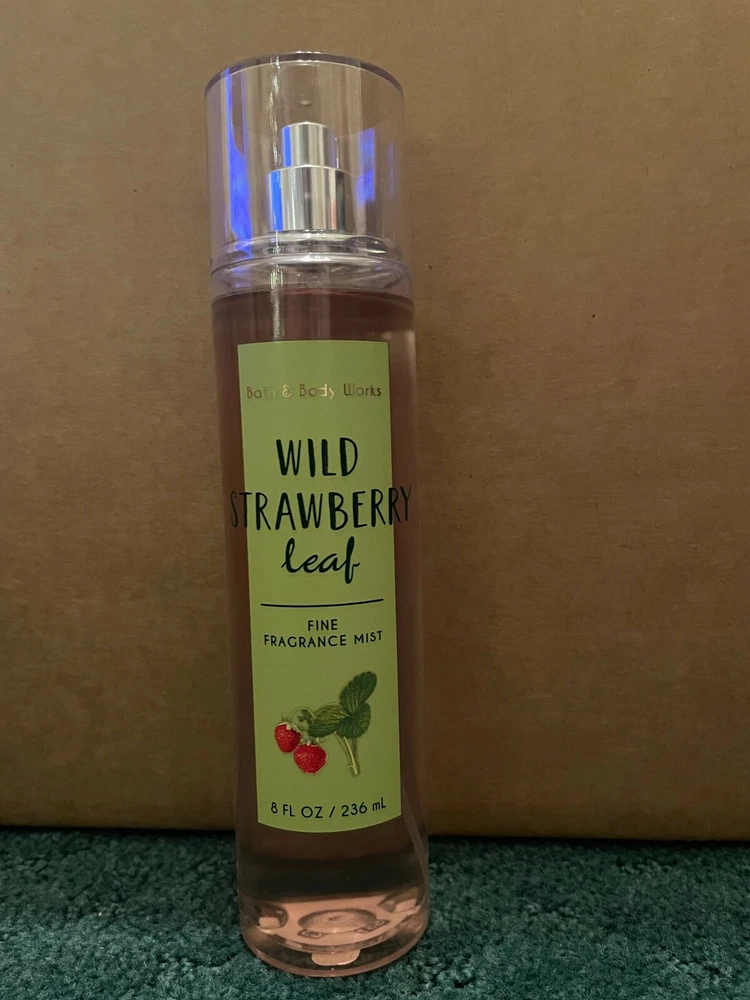 Bath & Body Works
WILD
STRAWBERRY
leaf
FINE
FRAGRANCE MIST
8 FL OZ / 236 mL